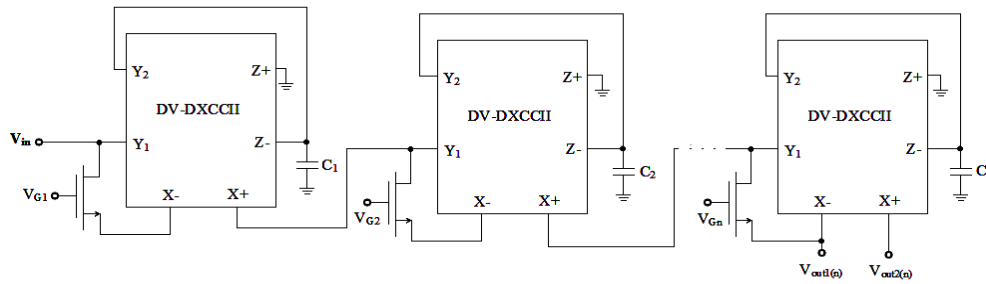 Y2
Z+
DV-DXCCII
Vin
Y1
Z-
C1
VG1
X-
X+
Y2
Z+
DV-DXCCII
Y1
Z-
C2
VG2
X-
X+
. . . .
Y2
Z+
DV-DXCCII
Y1
Z-
C
VGn
X-
X+
Vout1(n)
Vout2(n)